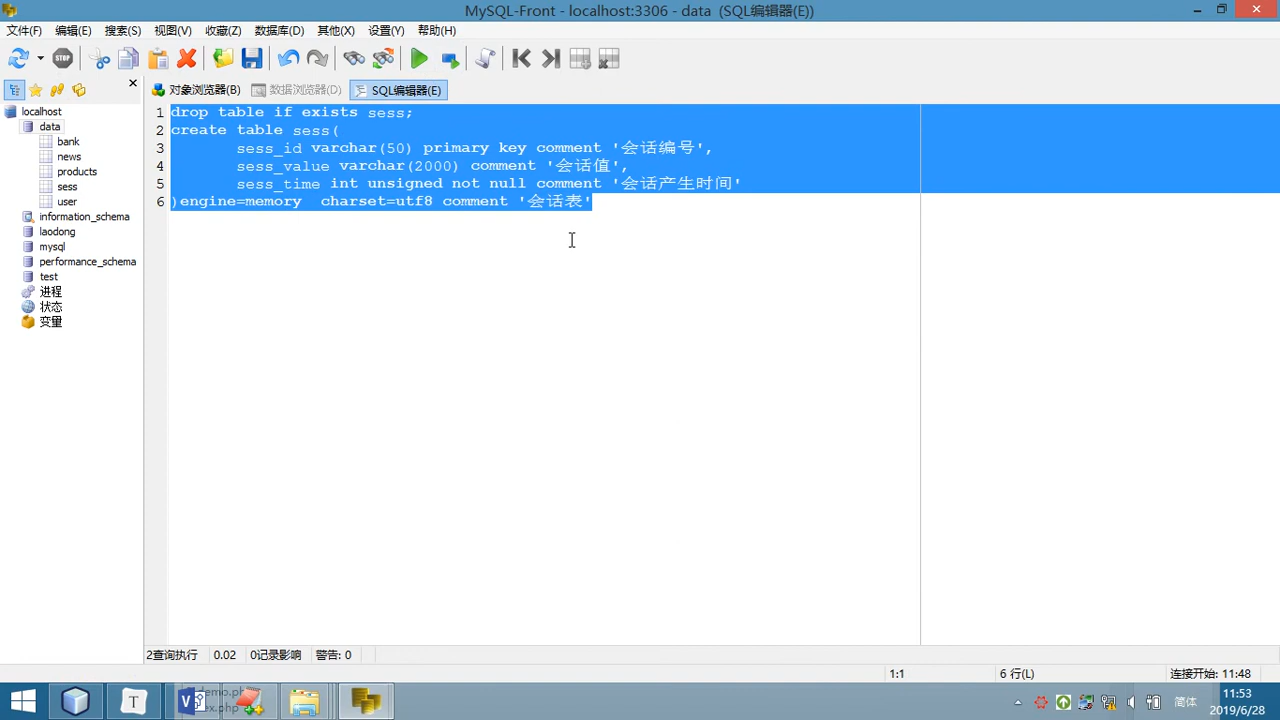 MySQL-Front - localhost:3306 - data  (SQL编辑器(E))
文件(F) 编辑(E) 搜索(S) 视图(V) 收藏(Z) 数据库(D) 其他(X) 设置(Y) 帮助(H)
STOP
对象浏览器(B) 数据浏览器(D) SQL编辑器(E)
localhost
data
bank
news
products
sess
user
information_schema
laodong
mysql
performance_schema
test
进程
状态
变量
1 drop table if exists sess;
2 create table sess(
3 sess_id varchar(50) primary key comment '会话编号',
4 sess_value varchar(2000) comment '会话值',
5 sess_time int unsigned not null comment '会话产生时间'
6 )engine=memory  charset=utf8 comment '会话表'
2查询执行 0.02 0记录影响 警告: 0
1:1 6 行(L) 连接开始: 11:48
T
简体
11:53
2019/6/28